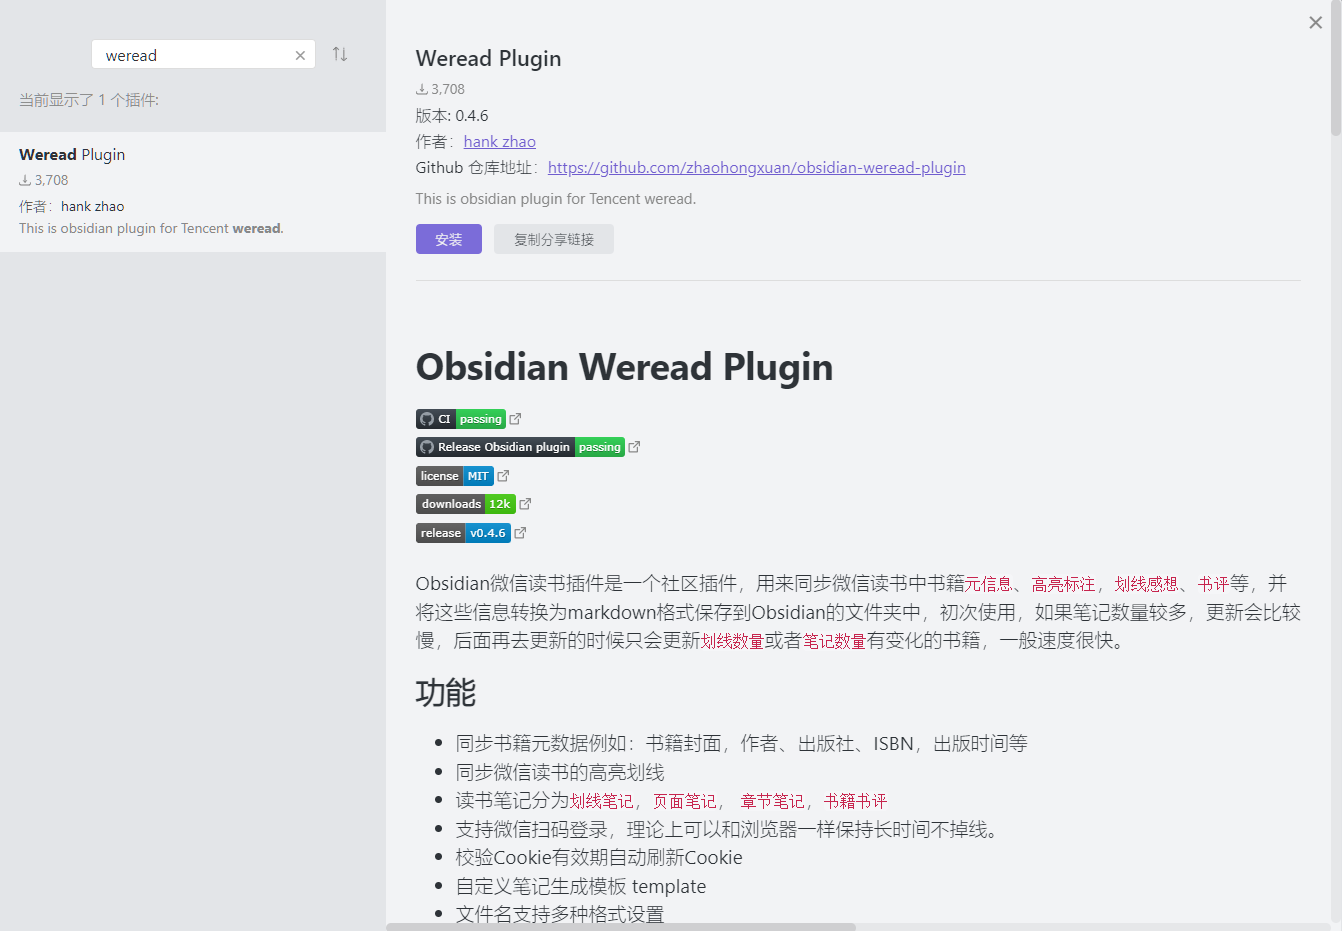 weread
当前显示了 1 个插件:
Weread Plugin
3,708
作者： hank zhao
This is obsidian plugin for Tencent weread.
Weread Plugin
3,708
版本: 0.4.6
作者： hank zhao
Github 仓库地址： https://github.com/zhaohongxuan/obsidian-weread-plugin
This is obsidian plugin for Tencent weread.
安装 复制分享链接
Obsidian Weread Plugin
CI passing
Release Obsidian plugin passing
license MIT
downloads 12k
release v0.4.6
Obsidian微信读书插件是一个社区插件，用来同步微信读书中书籍元信息、高亮标注，划线感想、书评等，并
将这些信息转换为markdown格式保存到Obsidian的文件夹中，初次使用，如果笔记数量较多，更新会比较
慢，后面再去更新的时候只会更新划线数量或者笔记数量有变化的书籍，一般速度很快。
功能
• 同步书籍元数据例如：书籍封面，作者、出版社、ISBN，出版时间等
• 同步微信读书的高亮划线
• 读书笔记分为划线笔记，页面笔记， 章节笔记，书籍书评
• 支持微信扫码登录，理论上可以和浏览器一样保持长时间不掉线。
• 校验Cookie有效期自动刷新Cookie
• 自定义笔记生成模板 template
• 文件名支持多种格式设置